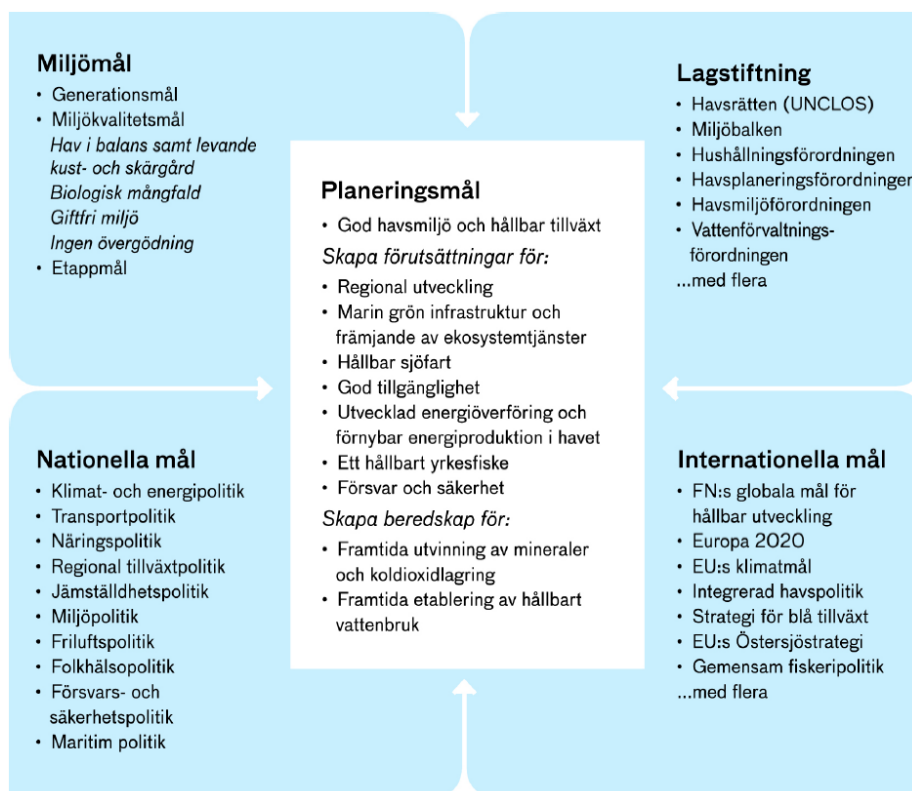 Miljömål
• Generationsmål
• Miljökvalitetsmål
Hav i balans samt levande
kust- och skärgård
Biologisk mångfald
Giftfri miljö
Ingen övergödning
• Etappmål
Lagstiftning
• Havsrätten (UNCLOS)
• Miljöbalken
• Hushållningsförordningen
• Havsplaneringsförordningen
• Havsmiljöförordningen
• Vattenförvaltnings-
förordningen
...med flera
Planeringsmål
• God havsmiljö och hållbar tillväxt
Skapa förutsättningar för:
• Regional utveckling
• Marin grön infrastruktur och
främjande av ekosystemtjänster
• Hållbar sjöfart
• God tillgänglighet
• Utvecklad energiöverföring och
förnybar energiproduktion i havet
• Ett hållbart yrkesfiske
• Försvar och säkerhet
Skapa beredskap för:
• Framtida utvinning av mineraler
och koldioxidlagring
• Framtida etablering av hållbart
vattenbruk
Nationella mål
• Klimat- och energipolitik
• Transportpolitik
• Näringspolitik
• Regional tillväxtpolitik
• Jämställdhetspolitik
• Miljöpolitik
• Friluftspolitik
• Folkhälsopolitik
• Försvars- och
säkerhetspolitik
• Maritim politik
Internationella mål
• FN:s globala mål för
hållbar utveckling
• Europa 2020
• EU:s klimatmål
• Integrerad havspolitik
• Strategi för blå tillväxt
• EU:s Östersjöstrategi
• Gemensam fiskeripolitik
...med flera